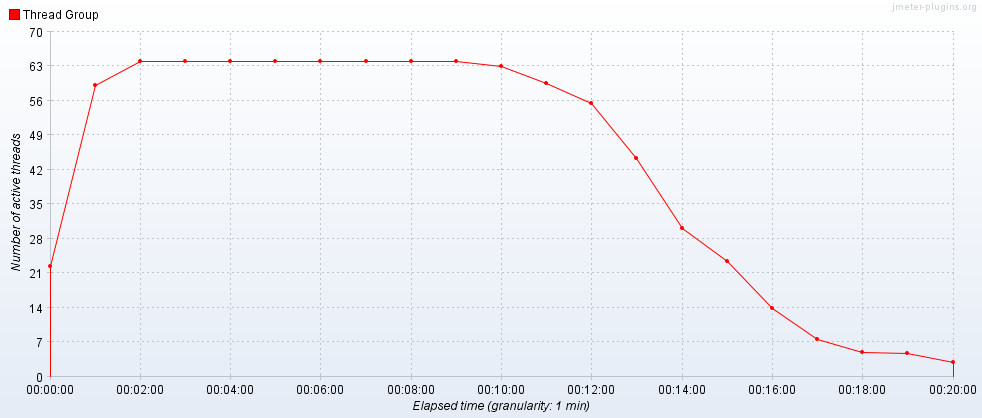 jmeter-plugins.org
Thread Group
70
63
56
49
42
35
28
21
14
7
0
Number of active threads
00:00:00 00:02:00 00:04:00 00:06:00 00:08:00 00:10:00 00:12:00 00:14:00 00:16:00 00:18:00 00:20:00
Elapsed time (granularity: 1 min)